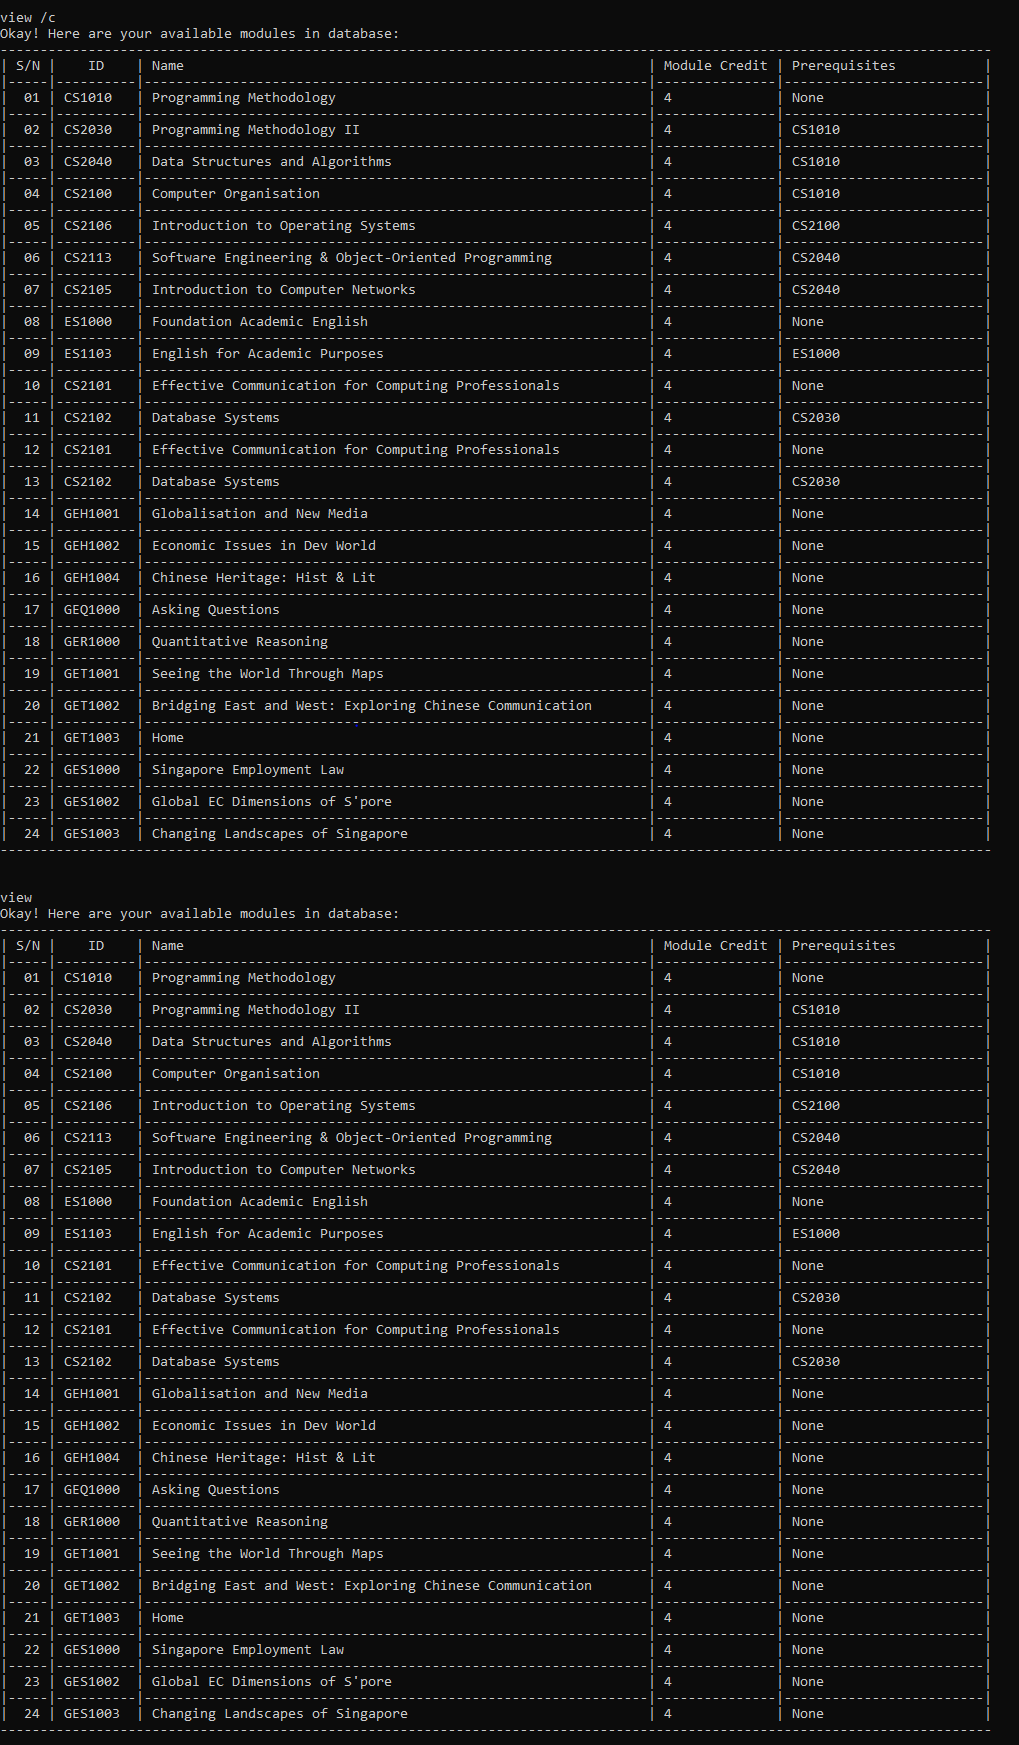 view /c
Okay! Here are your available modules in database:
| S/N | ID | Name | Module Credit | Prerequisites |
| 01 | CS1010 | Programming Methodology | 4 | None |
| 02 | CS2030 | Programming Methodology II | 4 | CS1010 |
| 03 | CS2040 | Data Structures and Algorithms | 4 | CS1010 |
| 04 | CS2100 | Computer Organisation | 4 | CS1010 |
| 05 | CS2106 | Introduction to Operating Systems | 4 | CS2100 |
| 06 | CS2113 | Software Engineering & Object-Oriented Programming | 4 | CS2040 |
| 07 | CS2105 | Introduction to Computer Networks | 4 | CS2040 |
| 08 | ES1000 | Foundation Academic English | 4 | None |
| 09 | ES1103 | English for Academic Purposes | 4 | ES1000 |
| 10 | CS2101 | Effective Communication for Computing Professionals | 4 | None |
| 11 | CS2102 | Database Systems | 4 | CS2030 |
| 12 | CS2101 | Effective Communication for Computing Professionals | 4 | None |
| 13 | CS2102 | Database Systems | 4 | CS2030 |
| 14 | GEH1001 | Globalisation and New Media | 4 | None |
| 15 | GEH1002 | Economic Issues in Dev World | 4 | None |
| 16 | GEH1004 | Chinese Heritage: Hist & Lit | 4 | None |
| 17 | GEQ1000 | Asking Questions | 4 | None |
| 18 | GER1000 | Quantitative Reasoning | 4 | None |
| 19 | GET1001 | Seeing the World Through Maps | 4 | None |
| 20 | GET1002 | Bridging East and West: Exploring Chinese Communication | 4 | None |
| 21 | GET1003 | Home | 4 | None |
| 22 | GES1000 | Singapore Employment Law | 4 | None |
| 23 | GES1002 | Global EC Dimensions of S'pore | 4 | None |
| 24 | GES1003 | Changing Landscapes of Singapore | 4 | None |
view
Okay! Here are your available modules in database:
| S/N | ID | Name | Module Credit | Prerequisites |
| 01 | CS1010 | Programming Methodology | 4 | None |
| 02 | CS2030 | Programming Methodology II | 4 | CS1010 |
| 03 | CS2040 | Data Structures and Algorithms | 4 | CS1010 |
| 04 | CS2100 | Computer Organisation | 4 | CS1010 |
| 05 | CS2106 | Introduction to Operating Systems | 4 | CS2100 |
| 06 | CS2113 | Software Engineering & Object-Oriented Programming | 4 | CS2040 |
| 07 | CS2105 | Introduction to Computer Networks | 4 | CS2040 |
| 08 | ES1000 | Foundation Academic English | 4 | None |
| 09 | ES1103 | English for Academic Purposes | 4 | ES1000 |
| 10 | CS2101 | Effective Communication for Computing Professionals | 4 | None |
| 11 | CS2102 | Database Systems | 4 | CS2030 |
| 12 | CS2101 | Effective Communication for Computing Professionals | 4 | None |
| 13 | CS2102 | Database Systems | 4 | CS2030 |
| 14 | GEH1001 | Globalisation and New Media | 4 | None |
| 15 | GEH1002 | Economic Issues in Dev World | 4 | None |
| 16 | GEH1004 | Chinese Heritage: Hist & Lit | 4 | None |
| 17 | GEQ1000 | Asking Questions | 4 | None |
| 18 | GER1000 | Quantitative Reasoning | 4 | None |
| 19 | GET1001 | Seeing the World Through Maps | 4 | None |
| 20 | GET1002 | Bridging East and West: Exploring Chinese Communication | 4 | None |
| 21 | GET1003 | Home | 4 | None |
| 22 | GES1000 | Singapore Employment Law | 4 | None |
| 23 | GES1002 | Global EC Dimensions of S'pore | 4 | None |
| 24 | GES1003 | Changing Landscapes of Singapore | 4 | None |